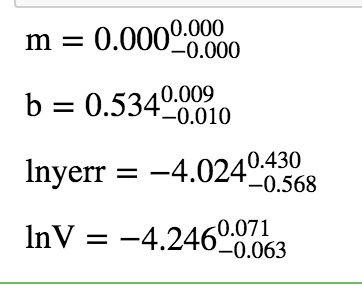 m = 0.000^{0.000}_{-0.000}
b = 0.534^{0.009}_{-0.010}
lnyerr = −4.024^{0.430}_{-0.568}
lnV = −4.246^{0.071}_{-0.063}